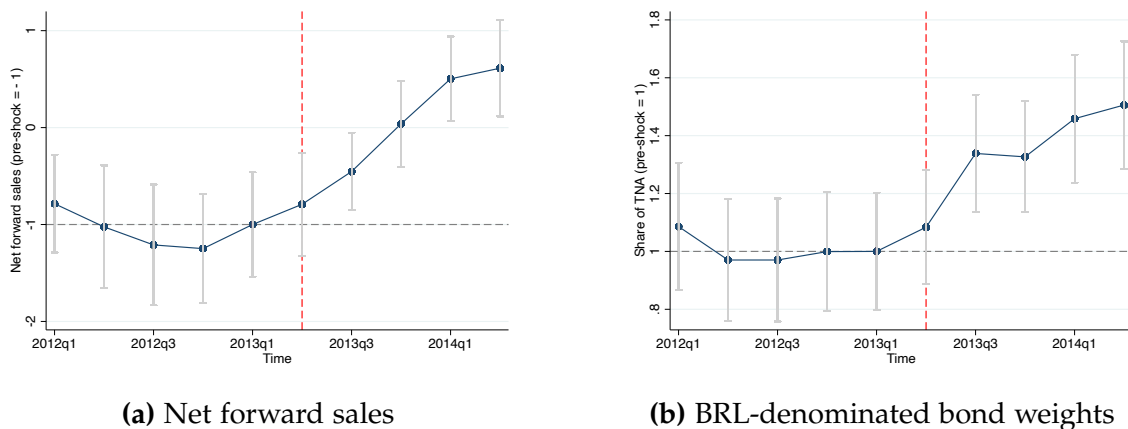 Net forward sales (pre-shock = - 1)
1
0
-1
-2
2012q1
2012q3
2013q1
2013q3
2014q1
Time
(a) Net forward sales
Share of TNA (pre-shock = 1)
1.8
1.6
1.4
1.2
1
.8
2012q1
2012q3
2013q1
2013q3
2014q1
Time
(b) BRL-denominated bond weights